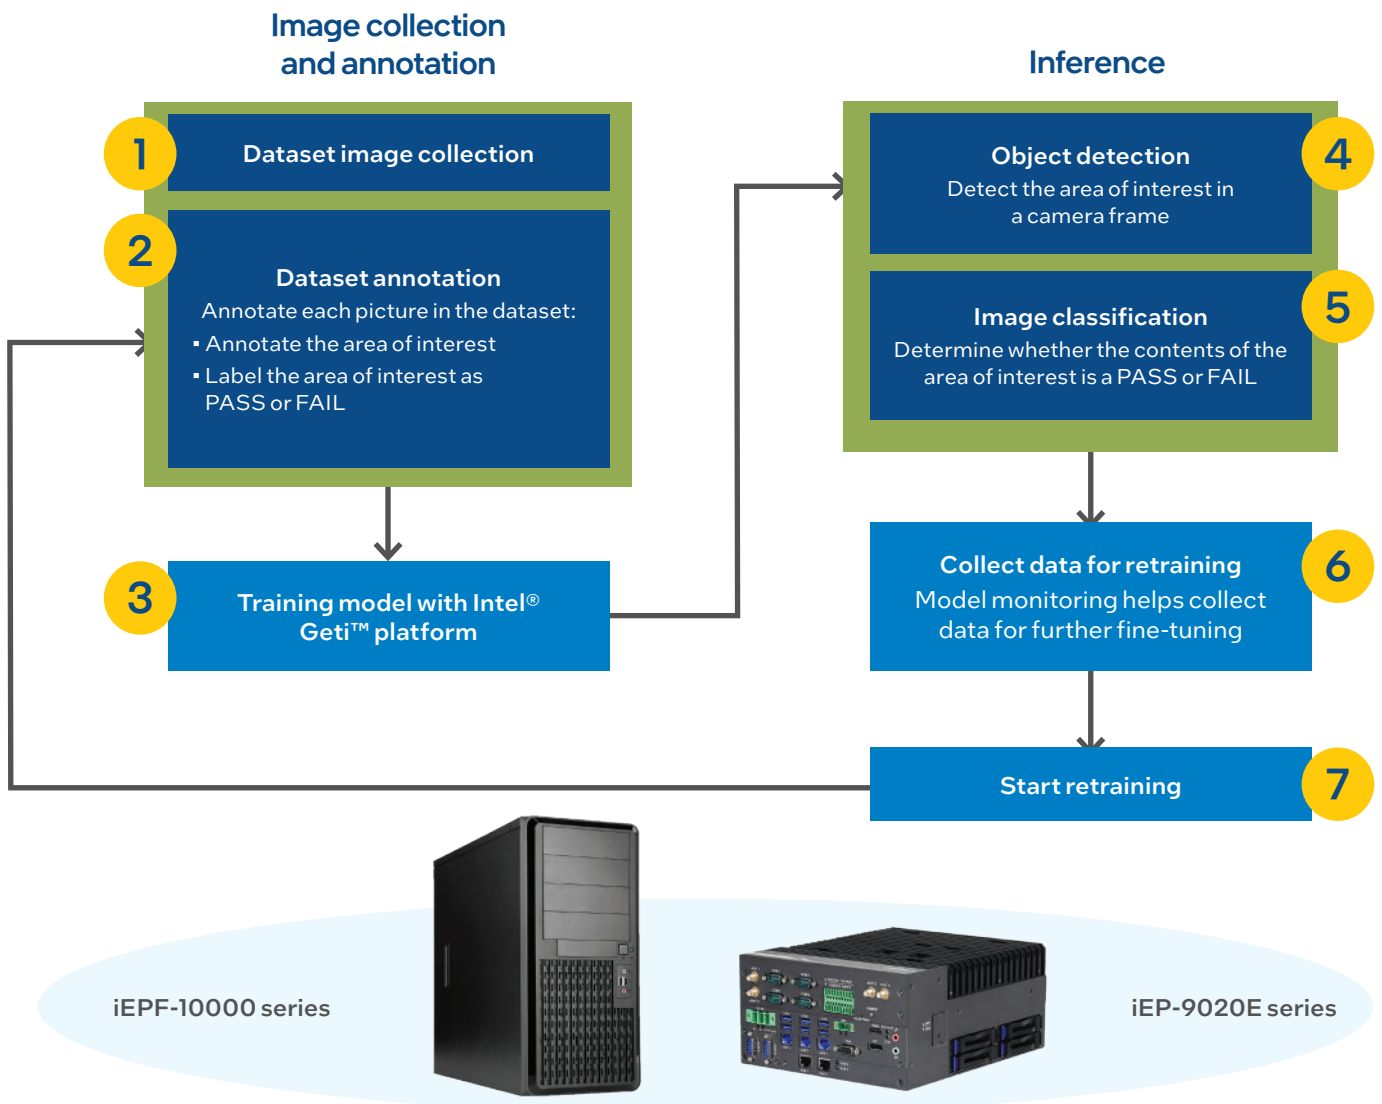 Image collection
and annotation
1
Dataset image collection
2
Dataset annotation
Annotate each picture in the dataset:
▪ Annotate the area of interest
▪ Label the area of interest as
PASS or FAIL
3
Training model with Intel®
Geti™ platform
Inference
4
Object detection
Detect the area of interest in
a camera frame
5
Image classification
Determine whether the contents of the
area of interest is a PASS or FAIL
6
Collect data for retraining
Model monitoring helps collect
data for further fine-tuning
7
Start retraining
iEPF-10000 series
iEP-9020E series